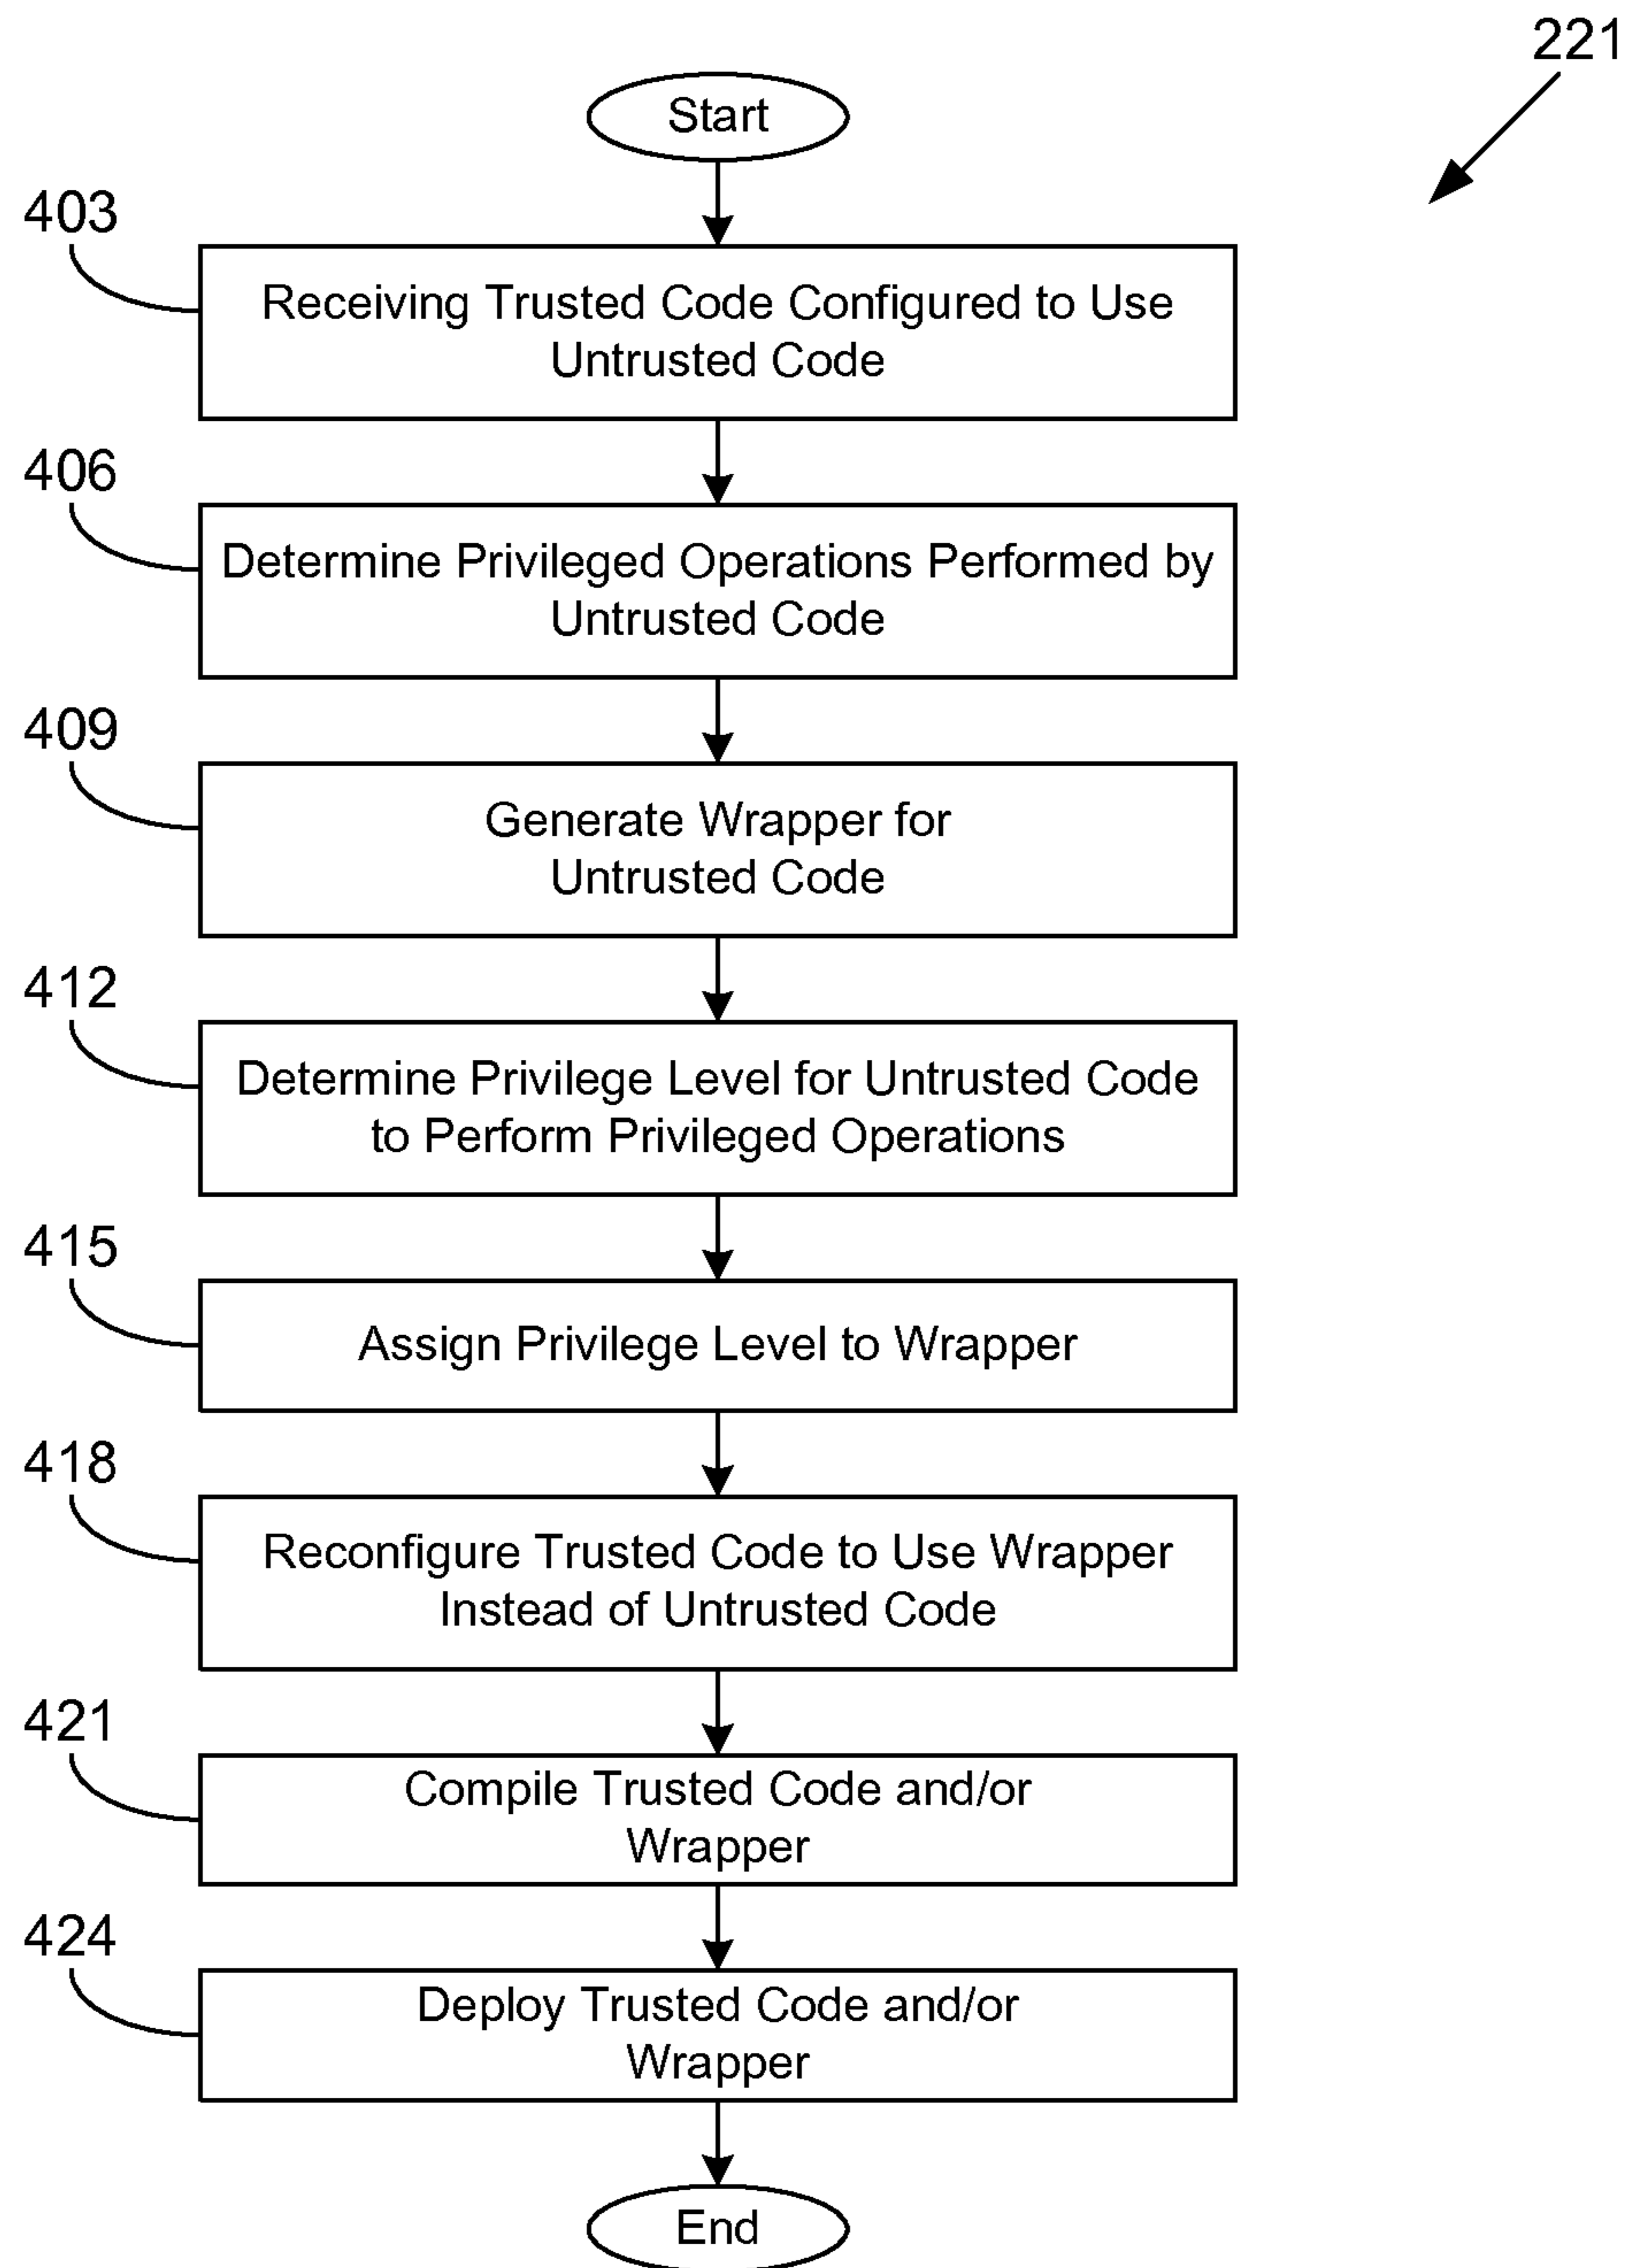 221
Start
403
Receiving Trusted Code Configured to Use
Untrusted Code
406
Determine Privileged Operations Performed by
Untrusted Code
409
Generate Wrapper for
Untrusted Code
412
Determine Privilege Level for Untrusted Code
to Perform Privileged Operations
415
Assign Privilege Level to Wrapper
418
Reconfigure Trusted Code to Use Wrapper
Instead of Untrusted Code
421
Compile Trusted Code and/or
Wrapper
424
Deploy Trusted Code and/or
Wrapper
End